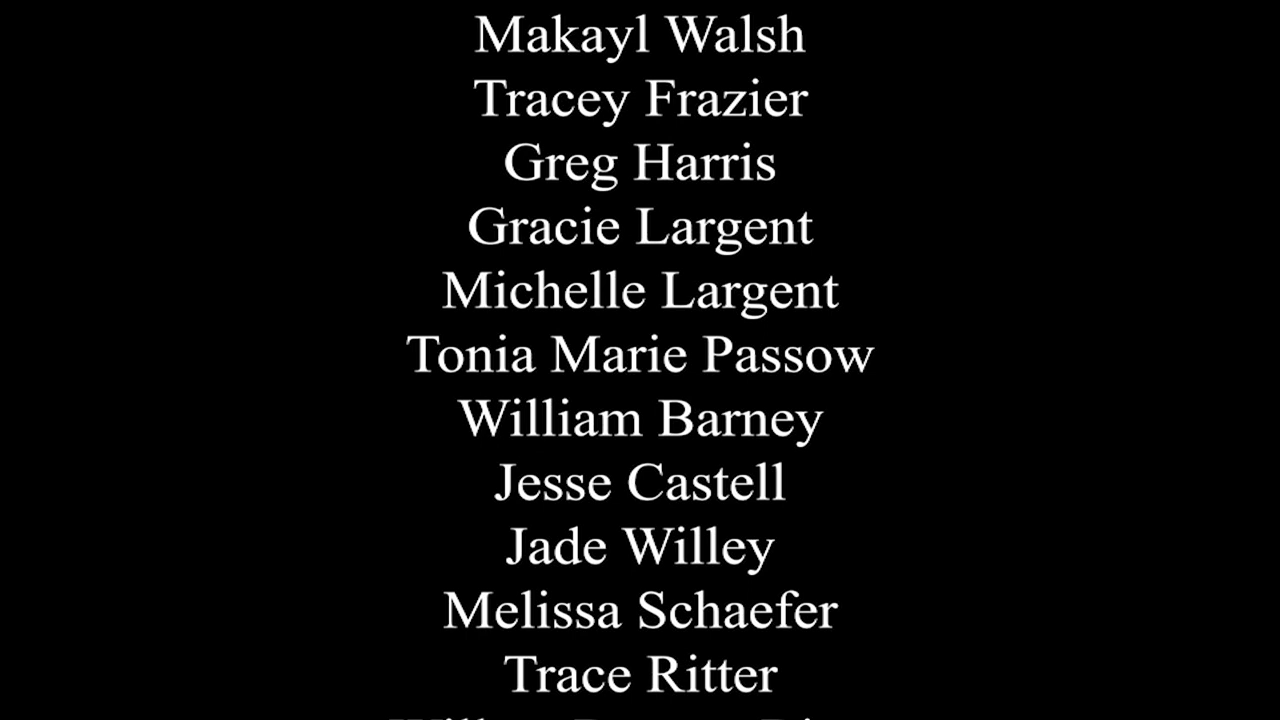 Makayl Walsh
Tracey Frazier
Greg Harris
Gracie Largent
Michelle Largent
Tonia Marie Passow
William Barney
Jesse Castell
Jade Willey
Melissa Schaefer
Trace Ritter